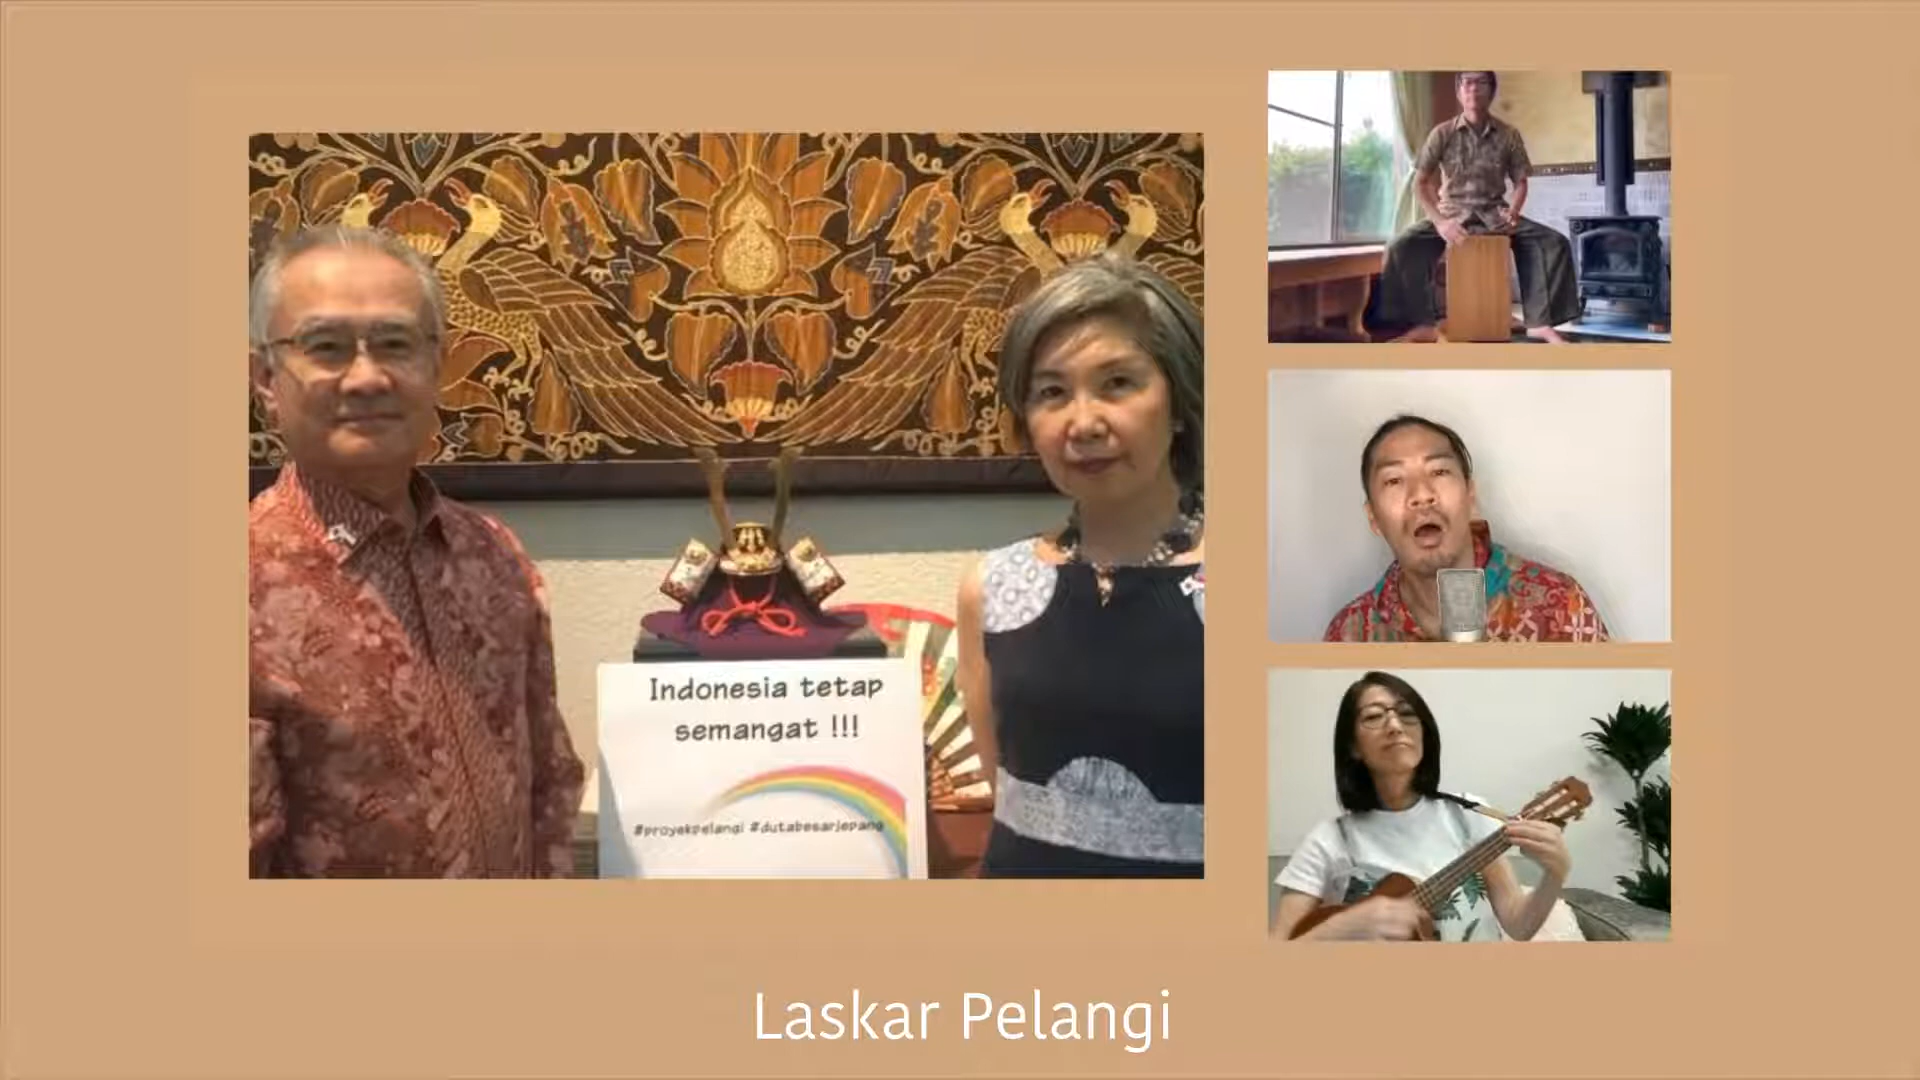 Indonesia tetap
semangat !!!
#proyekpelangi #dutabesarjepang
Laskar Pelangi